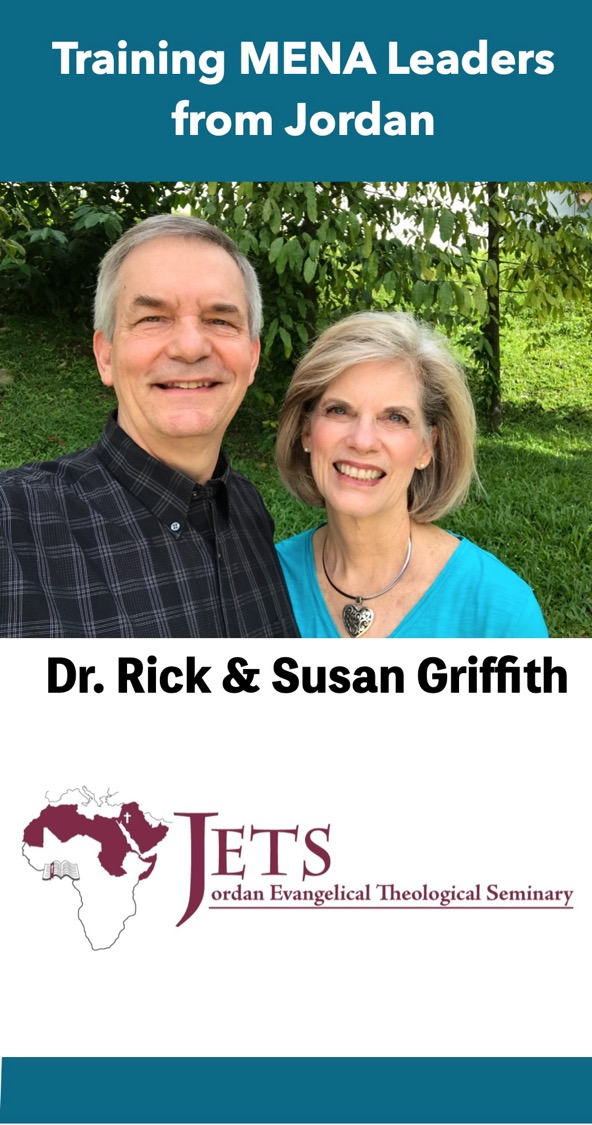 Training MENA Leaders
from Jordan
Dr. Rick & Susan Griffith
JETS
Jordan Evangelical Theological Seminary